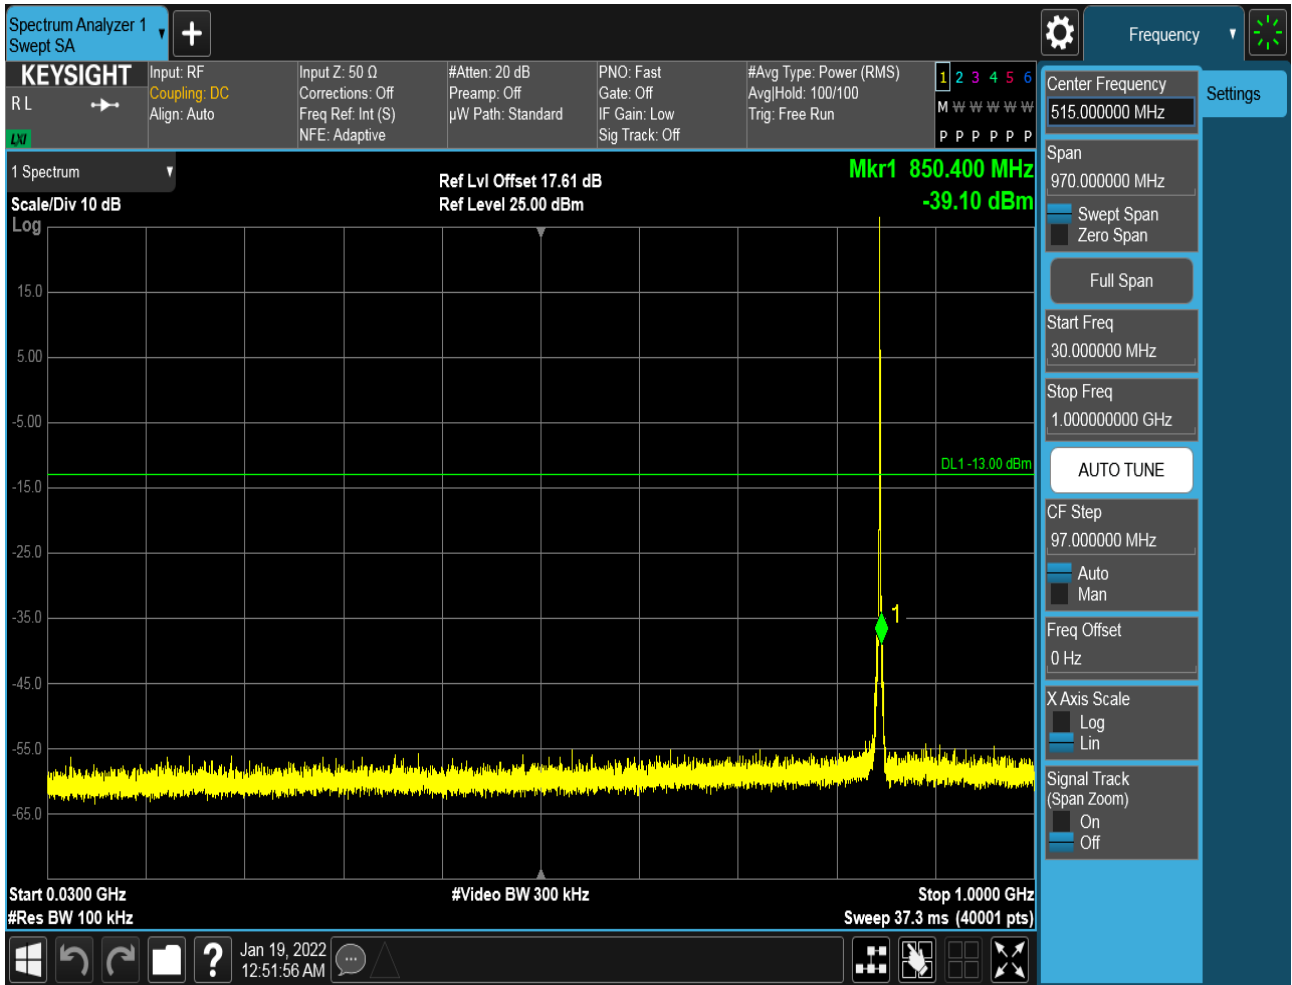 Spectrum Analyzer 1
Swept SA
+
Frequency
KEYSIGHT
R L
LXI
Input: RF
Coupling: DC
Align: Auto
Input Z: 50 Ω
Corrections: Off
Freq Ref: Int (S)
NFE: Adaptive
#Atten: 20 dB
Preamp: Off
µW Path: Standard
PNO: Fast
Gate: Off
IF Gain: Low
Sig Track: Off
#Avg Type: Power (RMS)
Avg|Hold: 100/100
Trig: Free Run
1 2 3 4 5 6
M W W W W W
P P P P P P
1 Spectrum
Scale/Div 10 dB
Log
Ref Lvl Offset 17.61 dB
Ref Level 25.00 dBm
Mkr1 850.400 MHz
-39.10 dBm
15.0
5.00
-5.00
DL1 -13.00 dBm
-15.0
-25.0
-35.0
1
-45.0
-55.0
-65.0
Start 0.0300 GHz
#Video BW 300 kHz
Stop 1.0000 GHz
#Res BW 100 kHz
Sweep 37.3 ms (40001 pts)
?
Jan 19, 2022
12:51:56 AM
Center Frequency
515.000000 MHz
Settings
Span
970.000000 MHz
Swept Span
Zero Span
Full Span
Start Freq
30.000000 MHz
Stop Freq
1.000000000 GHz
AUTO TUNE
CF Step
97.000000 MHz
Auto
Man
Freq Offset
0 Hz
X Axis Scale
Log
Lin
Signal Track
(Span Zoom)
On
Off